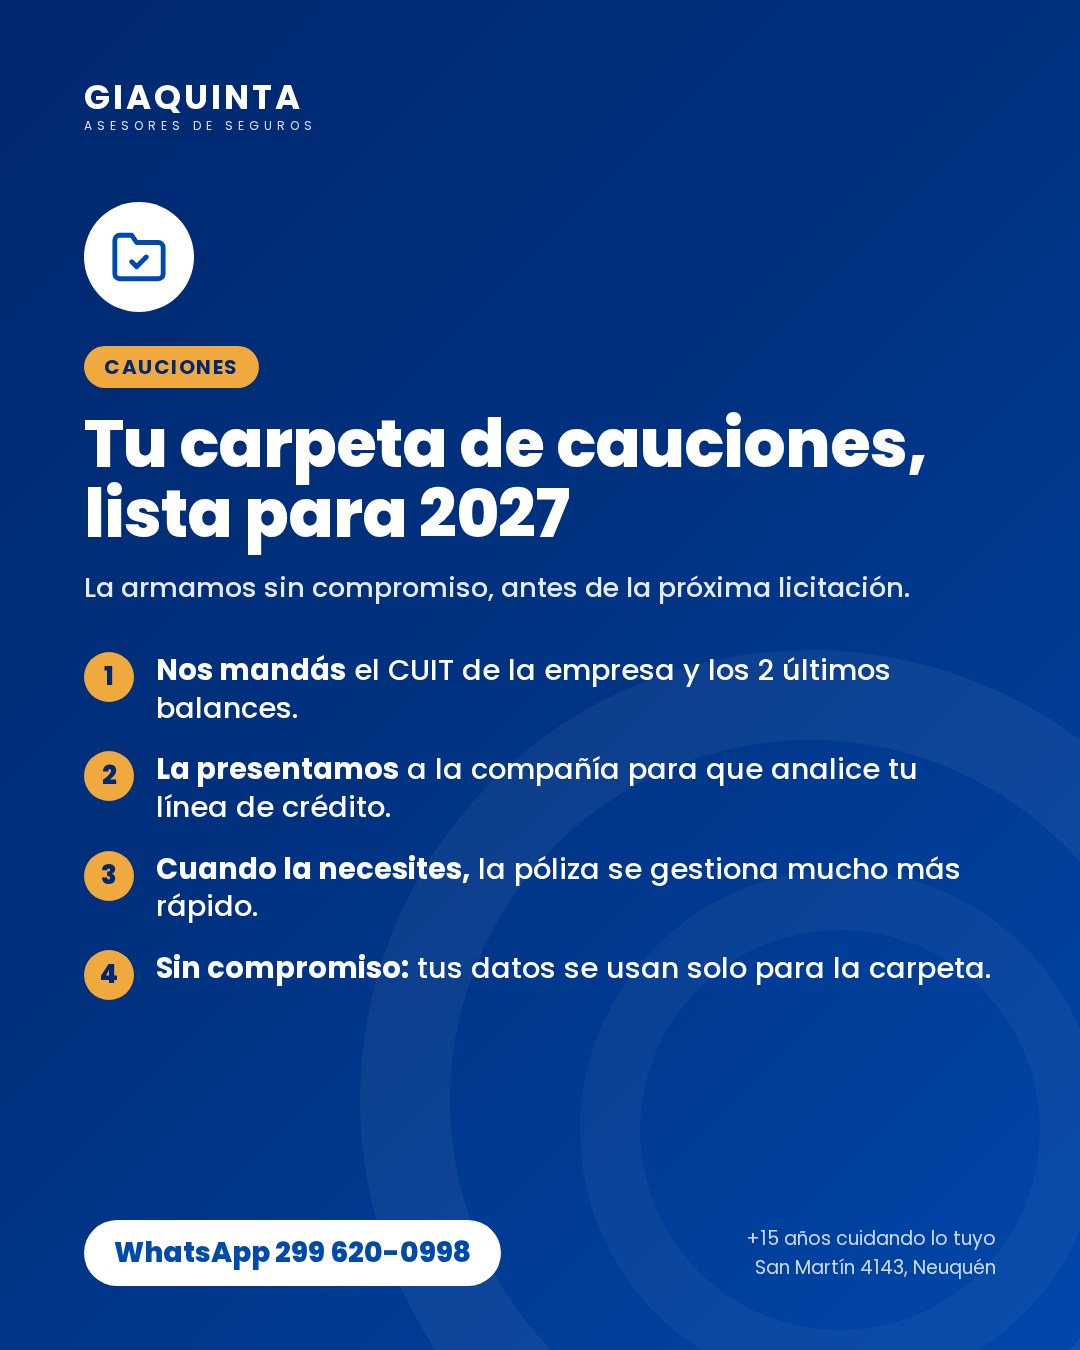 GIAQUINTA
ASESORES DE SEGUROS
CAUCIONES
Tu carpeta de cauciones,
lista para 2027
La armamos sin compromiso, antes de la próxima licitación.
1 Nos mandás el CUIT de la empresa y los 2 últimos
balances.
2 La presentamos a la compañía para que analice tu
línea de crédito.
3 Cuando la necesites, la póliza se gestiona mucho más
rápido.
4 Sin compromiso: tus datos se usan solo para la carpeta.
WhatsApp 299 620-0998
+15 años cuidando lo tuyo
San Martín 4143, Neuquén